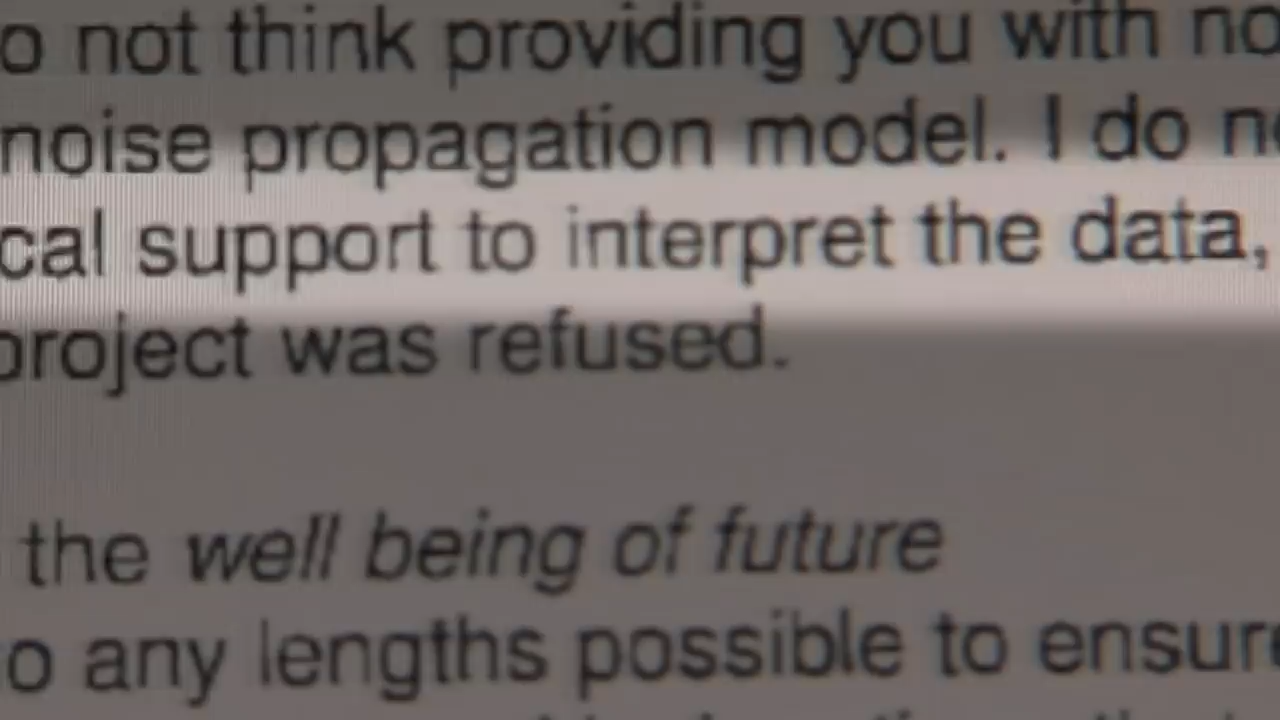 o not think providing you with no
noise propagation model. I do n
cal support to interpret the data,
project was refused.
the well being of future
o any lengths possible to ensure